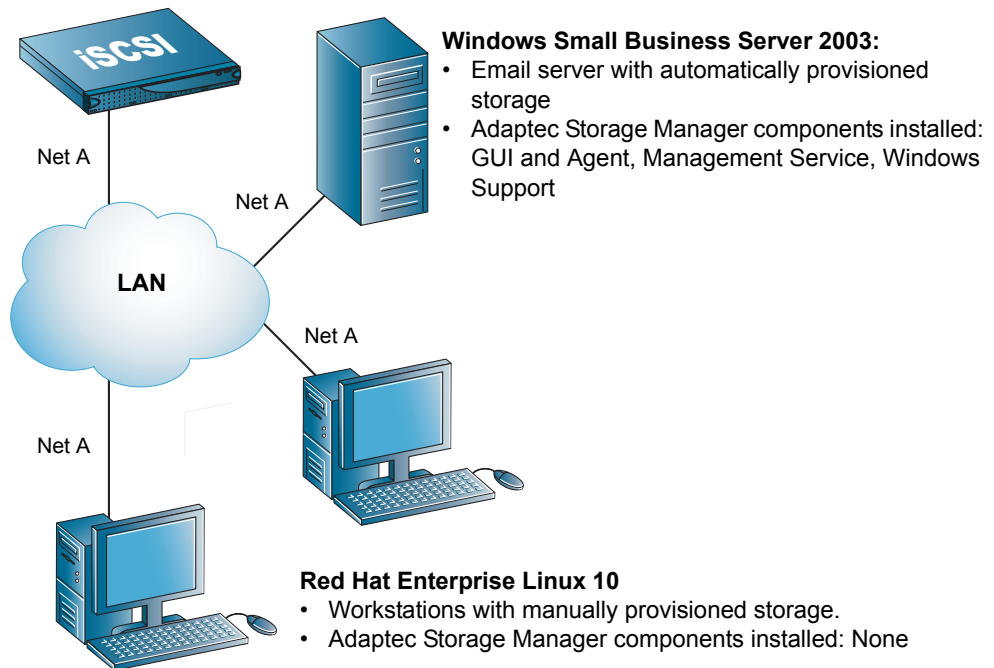 iSCSI
Windows Small Business Server 2003:
• Email server with automatically provisioned
storage
• Adaptec Storage Manager components installed:
GUI and Agent, Management Service, Windows
Support
Net A
Net A
LAN
Net A
Net A
Red Hat Enterprise Linux 10
• Workstations with manually provisioned storage.
• Adaptec Storage Manager components installed: None